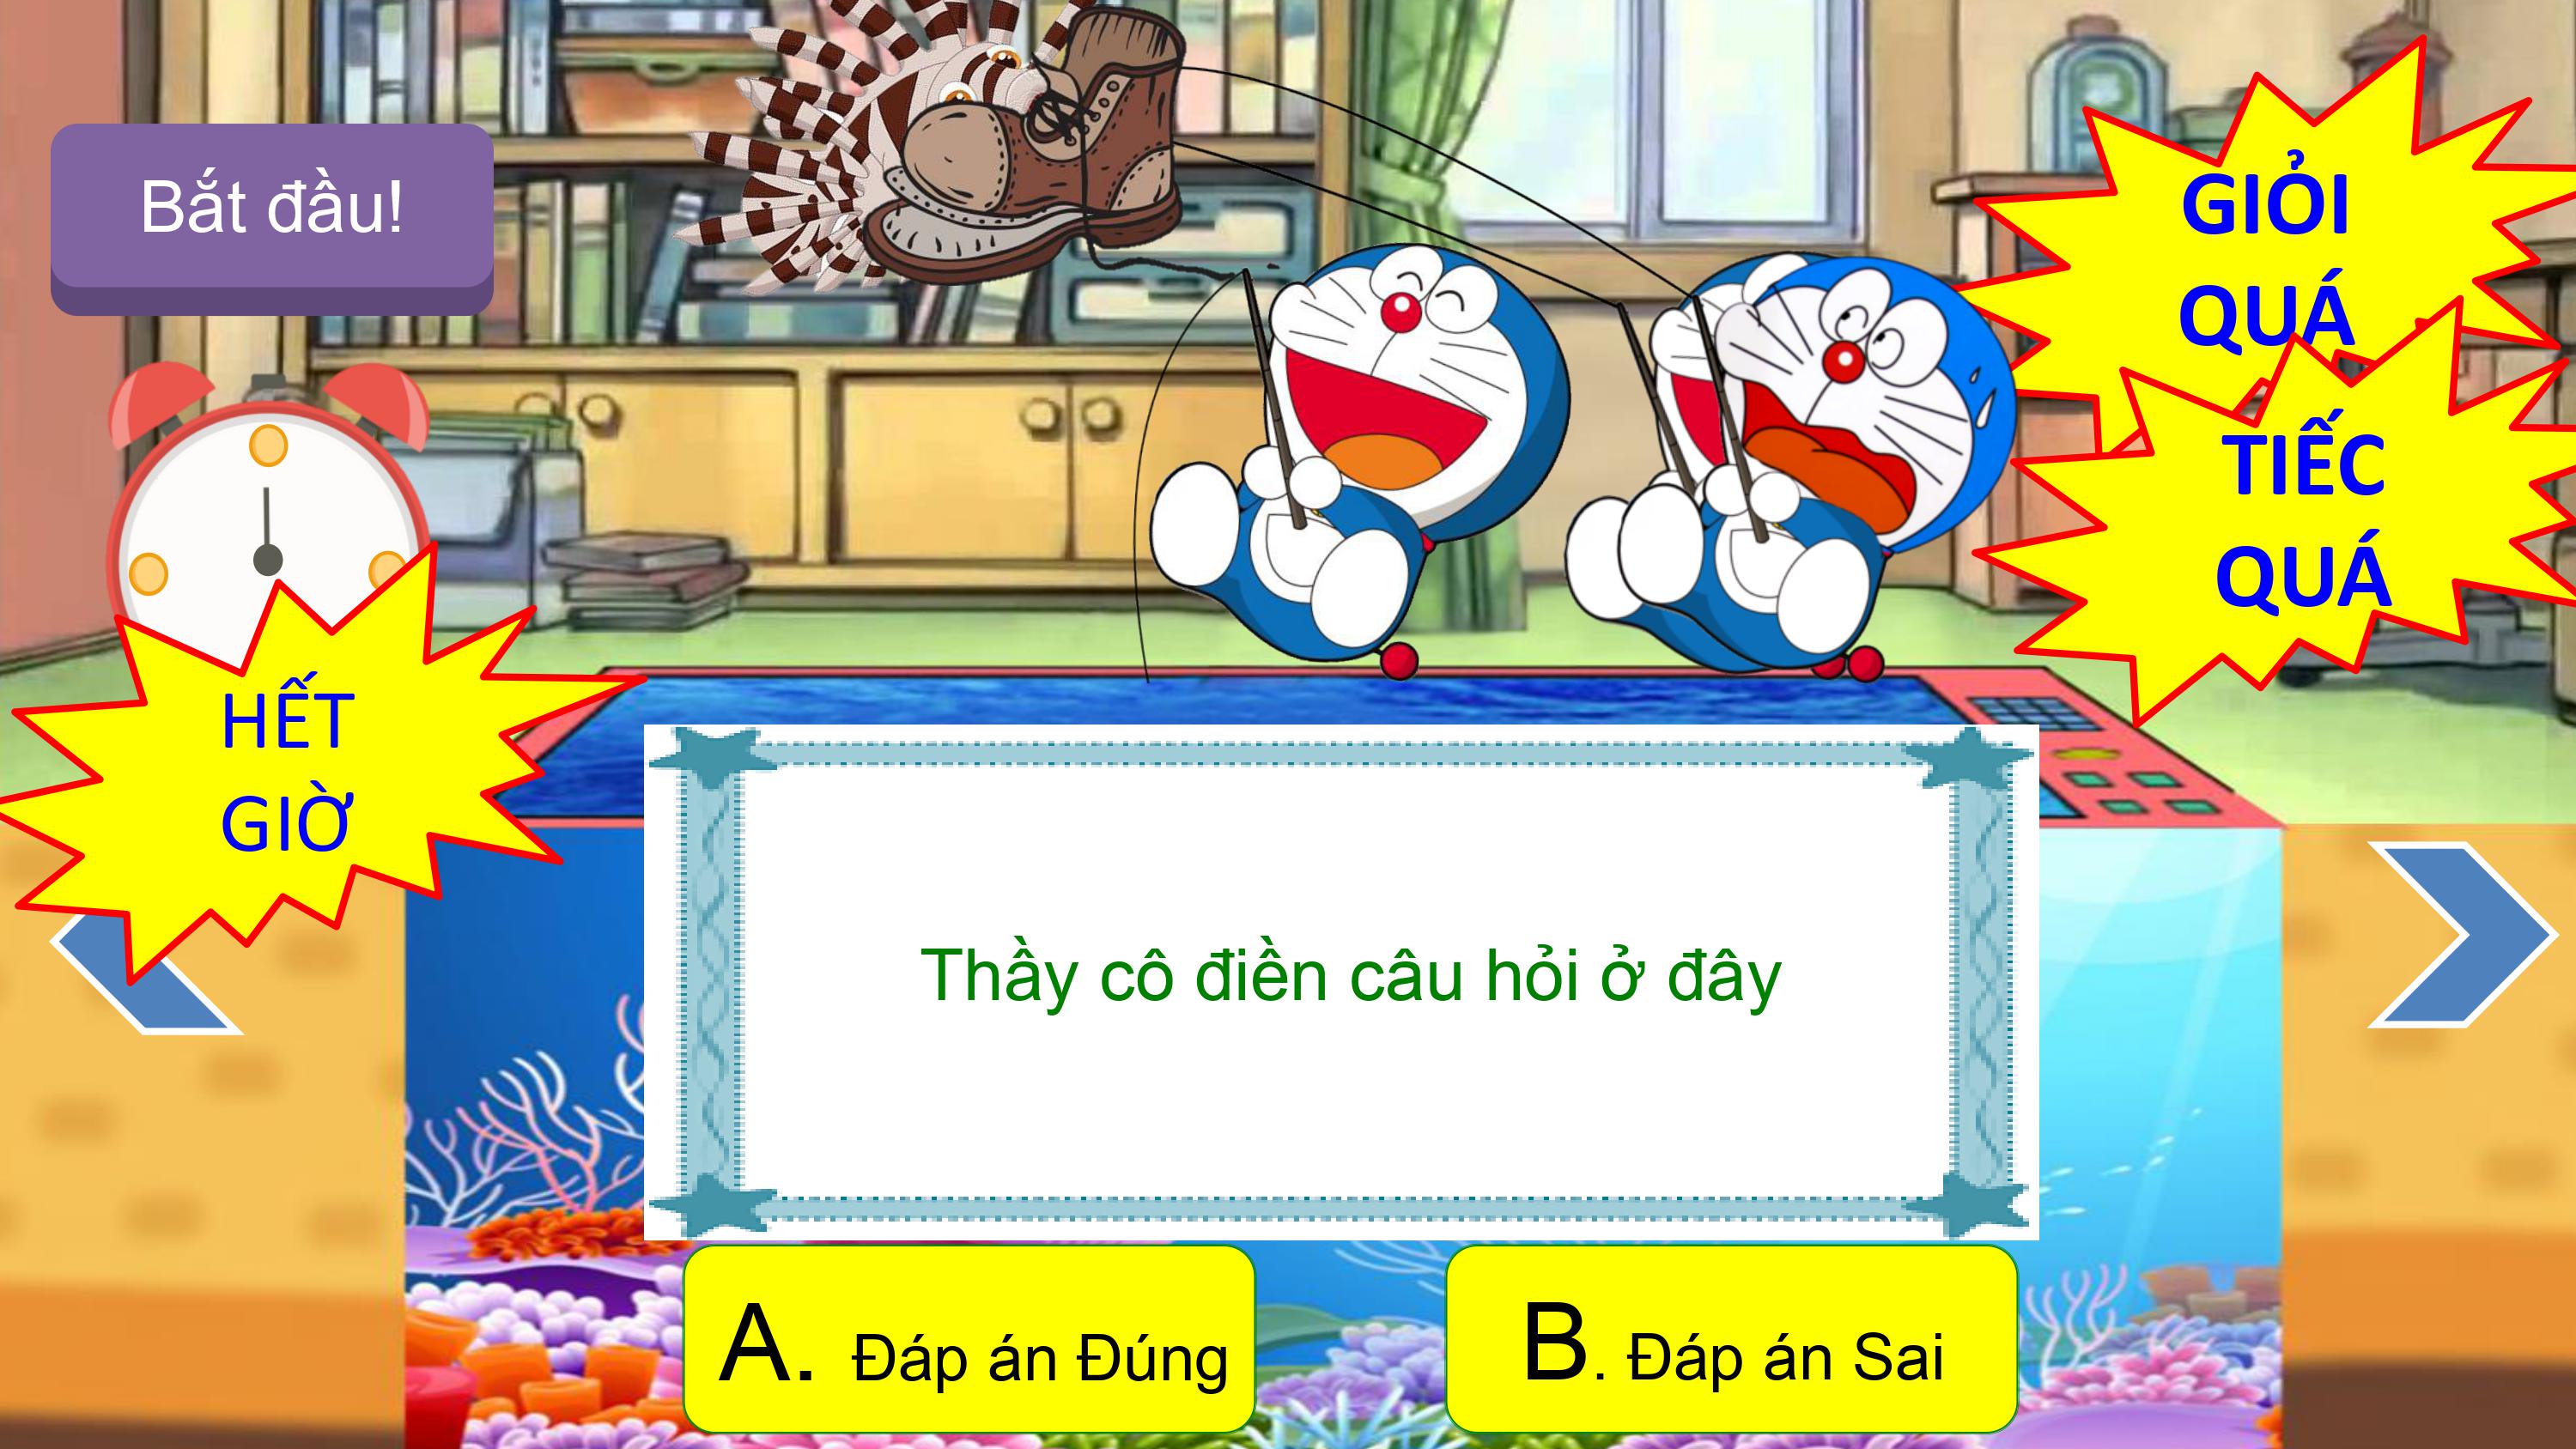 Bắt đầu!
GIỎI
QUÁ
TIẾC
QUÁ
HẾT
GIỜ
Thầy cô điền câu hỏi ở đây
A. Đáp án Đúng
B. Đáp án Sai